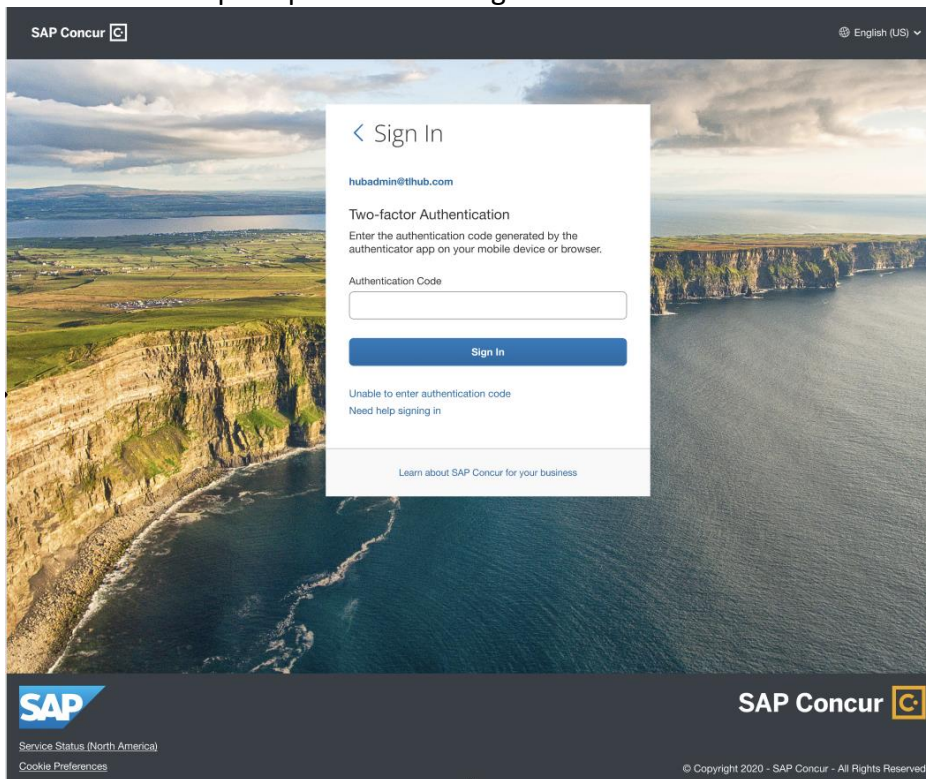 SAP Concur C
English (US)
Sign In
hubadmin@tlhub.com
Two-factor Authentication
Enter the authentication code generated by the
authenticator app on your mobile device or browser.
Authentication Code
Sign In
Unable to enter authentication code
Need help signing in
Learn about SAP Concur for your business
SAP
SAP Concur C
Service Status (North America)
Cookie Preferences
© Copyright 2020 - SAP Concur - All Rights Reserved